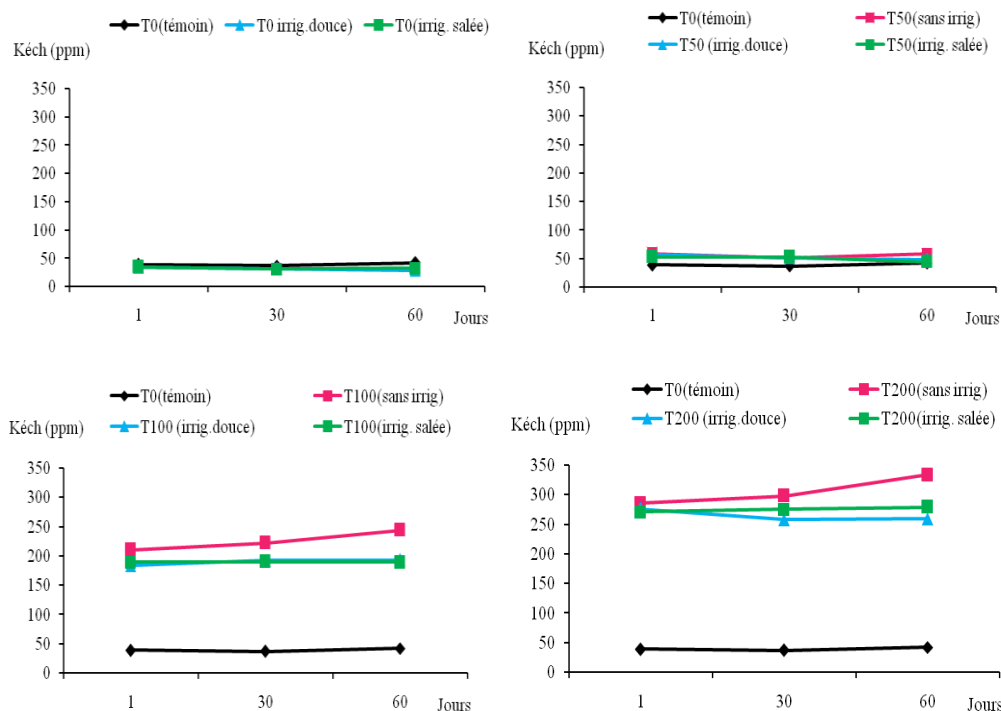 T0(témoin) T0 irrig.douce) T0(irrig. salée)
Kéch (ppm)
350
300
250
200
150
100
50
0
1 30 60 Jours
T0(témoin) T50(sans irrig)
T50 (irrig.douce) T50 (irrig. salée)
Kéch (ppm)
350
300
250
200
150
100
50
0
1 30 60 Jours
T0(témoin) T100(sans irrig)
T100 (irrig.douce) T100(irrig. salée)
Kéch (ppm)
350
300
250
200
150
100
50
0
1 30 60 Jours
T0(témoin) T200(sans irrig)
T200 (irrig.douce) T200(irrig. salée)
Kéch (ppm)
350
300
250
200
150
100
50
0
1 30 60 Jours